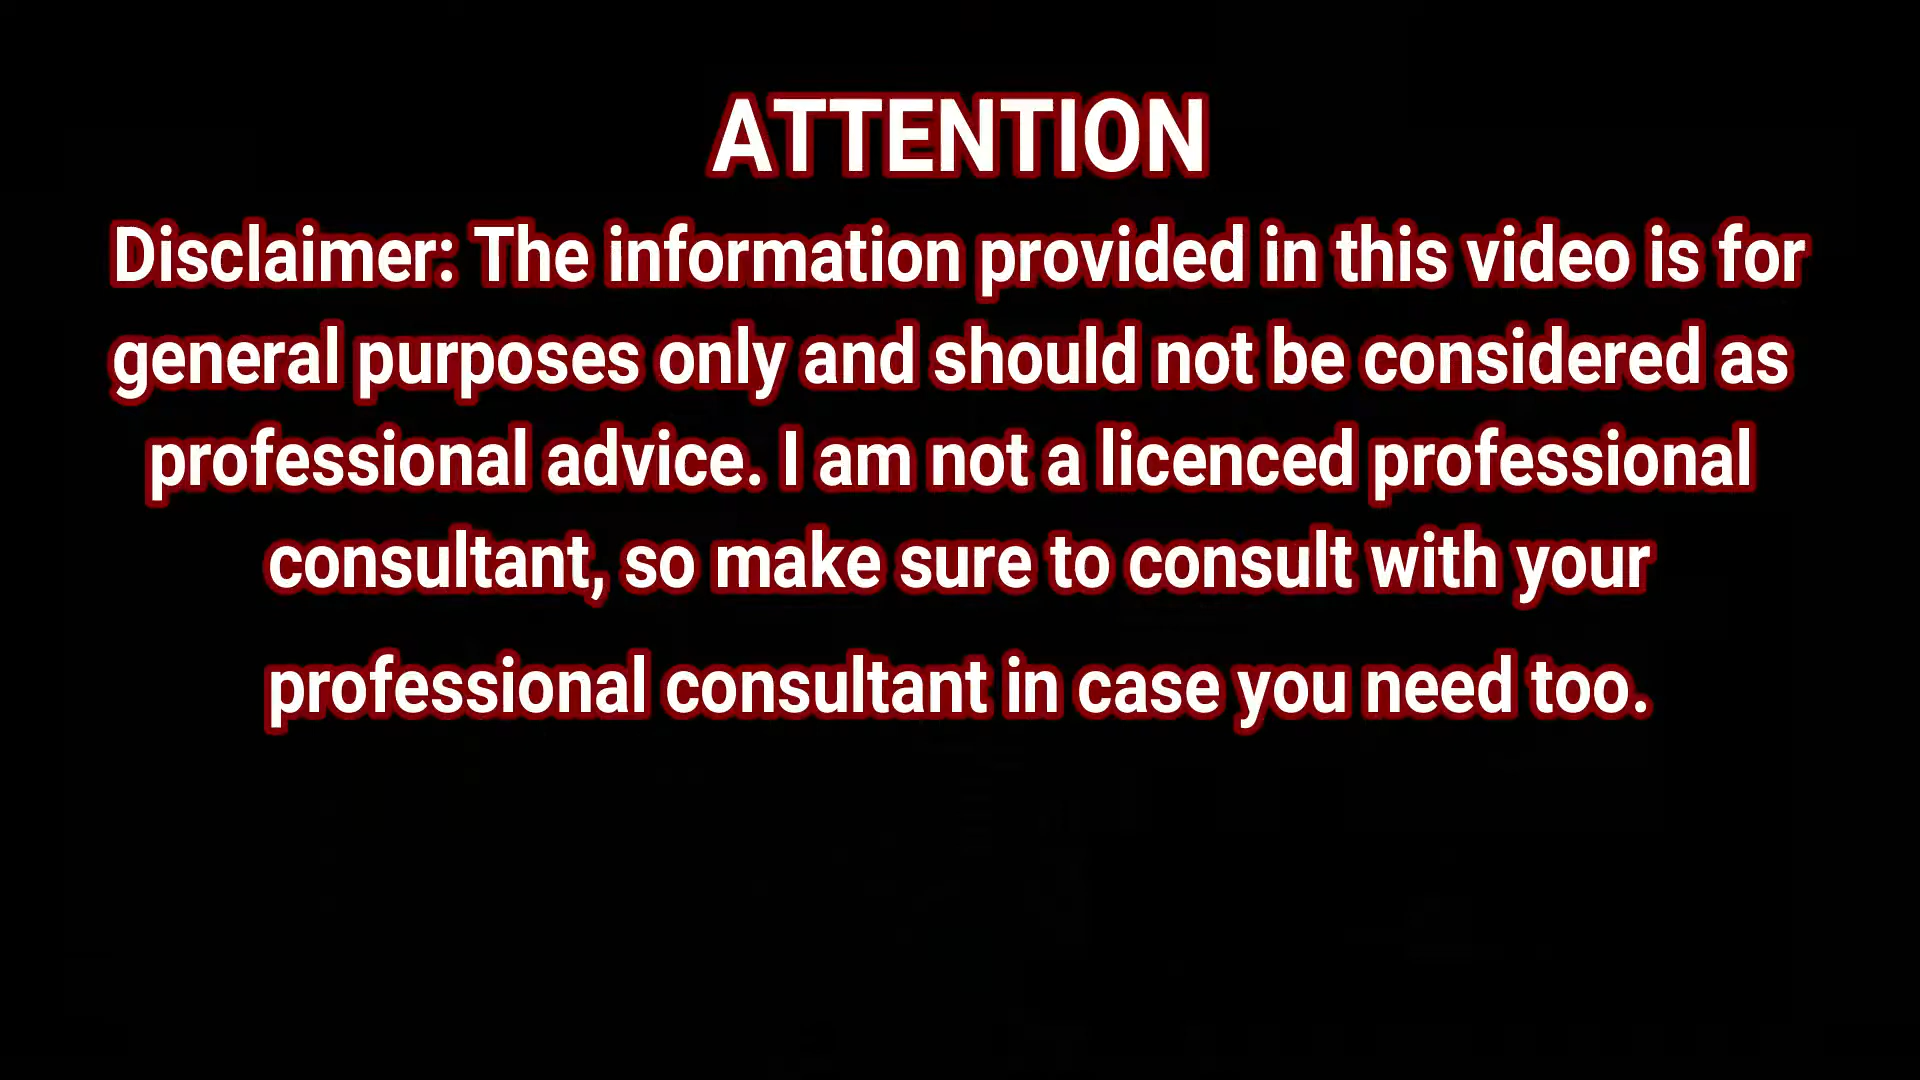 ATTENTION
Disclaimer: The information provided in this video is for
general purposes only and should not be considered as
professional advice. I am not a licenced professional
consultant, so make sure to consult with your
professional consultant in case you need too.